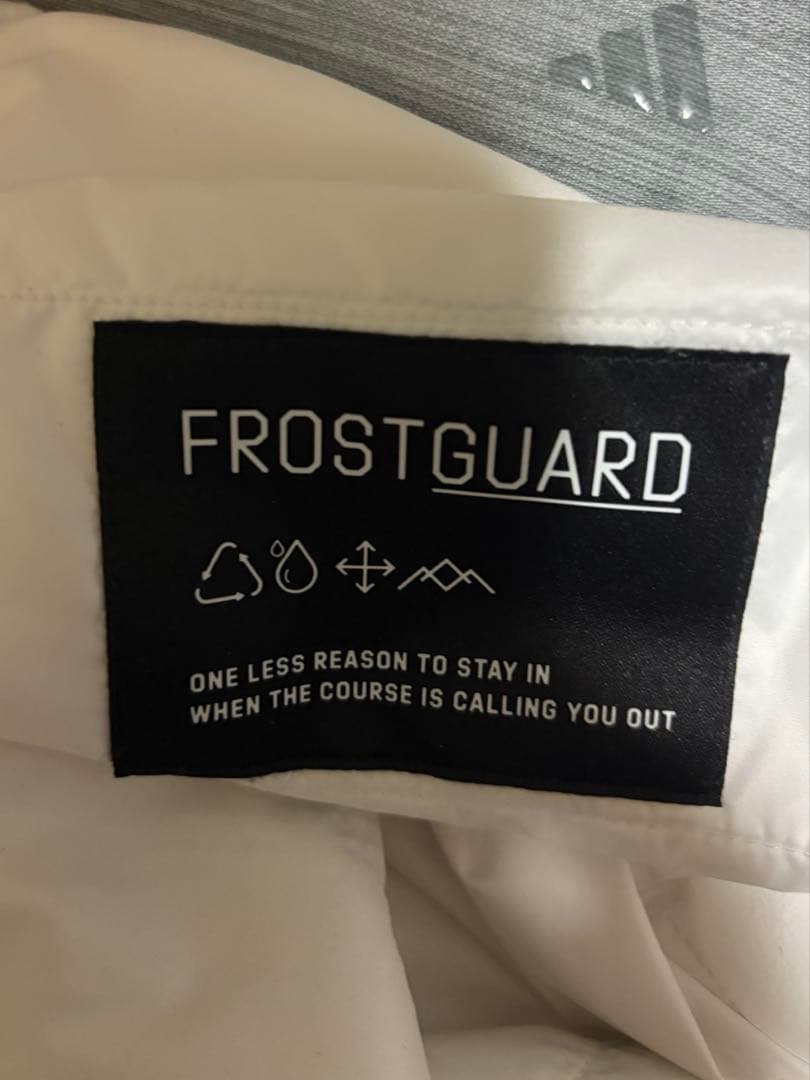 FROSTGUARD
ONE LESS REASON TO STAY IN
WHEN THE COURSE IS CALLING YOU OUT